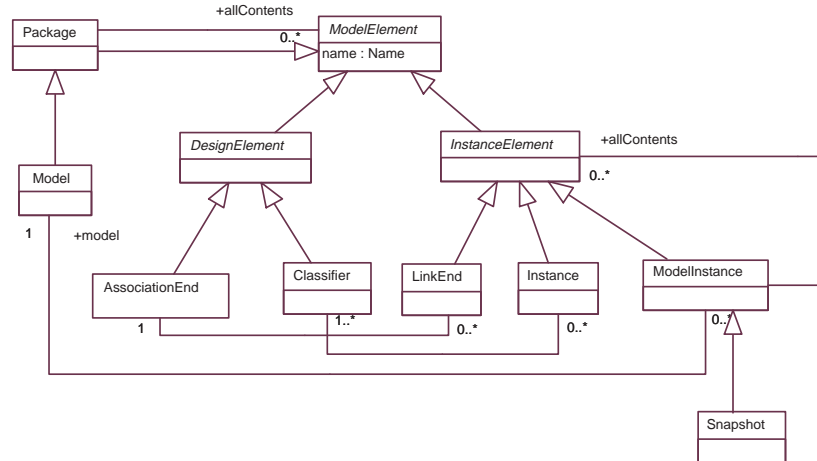 +allContents
Package
ModelElement
0..*
name : Name
DesignElement
InstanceElement
+allContents
0..*
Model
1
+model
AssociationEnd
Classifier
LinkEnd
Instance
ModelInstance
1
1..*
0..*
0..*
0..*
Snapshot